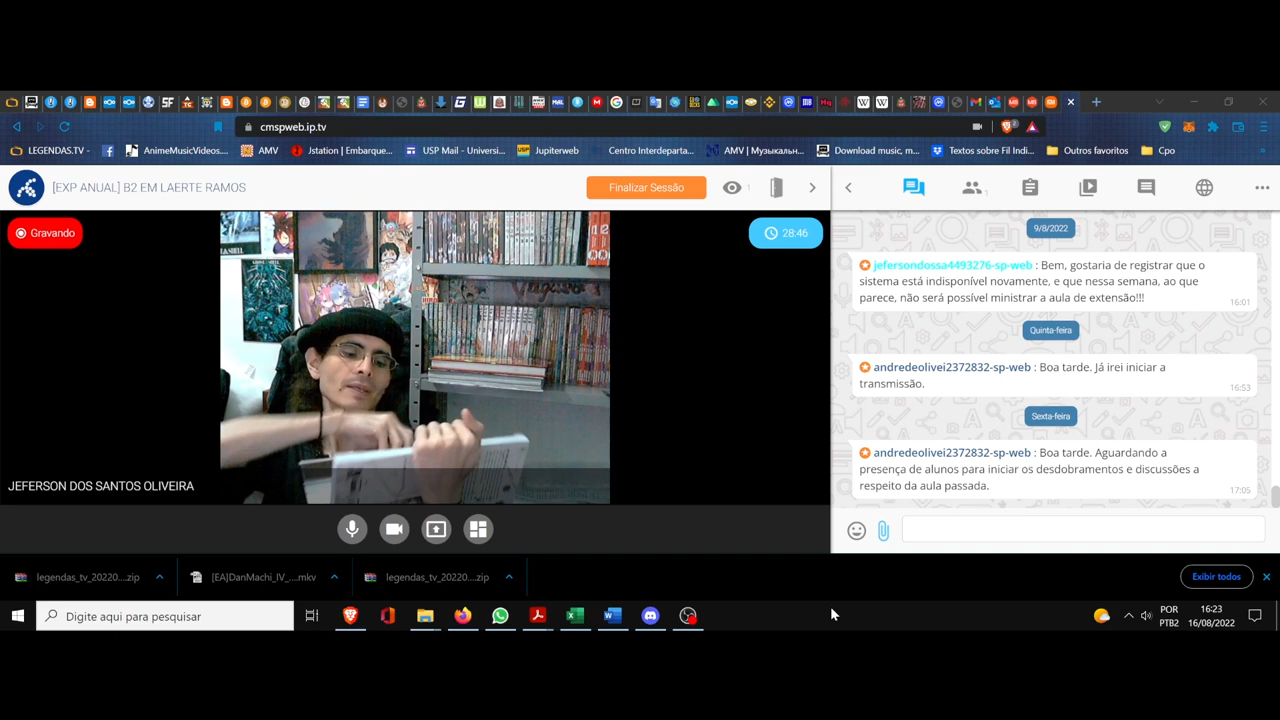 cmspweb.ip.tv
2
LEGENDAS.TV -
AnimeMusicVideos...
AMV
Jstation | Embarque...
USP Mail - Universi...
Jupiterweb
Centro Interdeparta...
AMV | Музыкальн...
Download music, m...
Textos sobre Fil Indi...
Outros favoritos
Cpo
[EXP ANUAL] B2 EM LAERTE RAMOS
Finalizar Sessão
1
1
Gravando
28:46
JEFERSON DOS SANTOS OLIVEIRA
9/8/2022
jefersondossa4493276-sp-web : Bem, gostaria de registrar que o
sistema está indisponível novamente, e que nessa semana, ao que
parece, não será possível ministrar a aula de extensão!!!
16:01
Quinta-feira
andredeolivei2372832-sp-web : Boa tarde. Já irei iniciar a
transmissão.
16:53
Sexta-feira
andredeolivei2372832-sp-web : Boa tarde. Aguardando a
presença de alunos para iniciar os desdobramentos e discussões a
respeito da aula passada.
17:05
legendas_tv_20220....zip
[EA]DanMachi_IV_....mkv
legendas_tv_20220....zip
Exibir todos
Digite aqui para pesquisar
POR
PTB2
16:23
16/08/2022